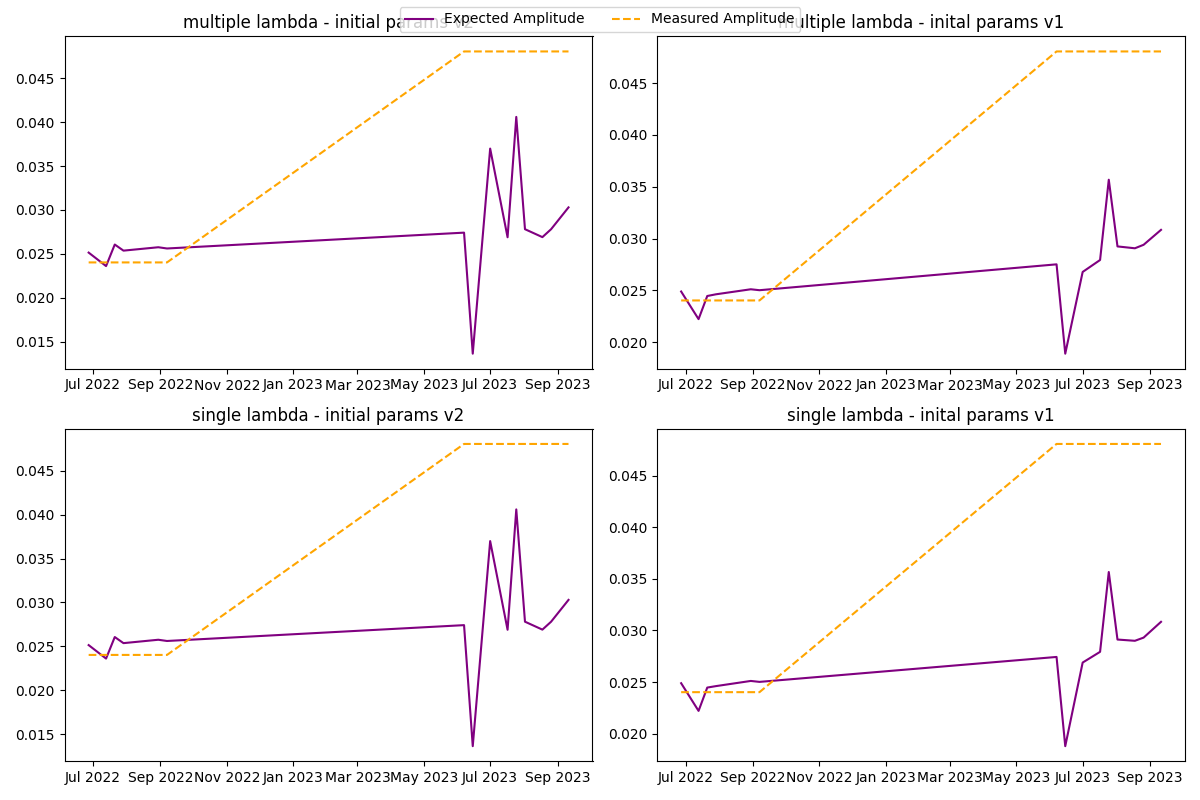 Expected Amplitude
Measured Amplitude
multiple lambda - initial params v2
multiple lambda - inital params v1
0.045
0.040
0.035
0.030
0.025
0.020
0.015
Jul 2022 Sep 2022 Nov 2022 Jan 2023 Mar 2023 May 2023 Jul 2023 Sep 2023
0.045
0.040
0.035
0.030
0.025
0.020
Jul 2022 Sep 2022 Nov 2022 Jan 2023 Mar 2023 May 2023 Jul 2023 Sep 2023
single lambda - initial params v2
0.045
0.040
0.035
0.030
0.025
0.020
0.015
Jul 2022 Sep 2022 Nov 2022 Jan 2023 Mar 2023 May 2023 Jul 2023 Sep 2023
single lambda - inital params v1
0.045
0.040
0.035
0.030
0.025
0.020
Jul 2022 Sep 2022 Nov 2022 Jan 2023 Mar 2023 May 2023 Jul 2023 Sep 2023